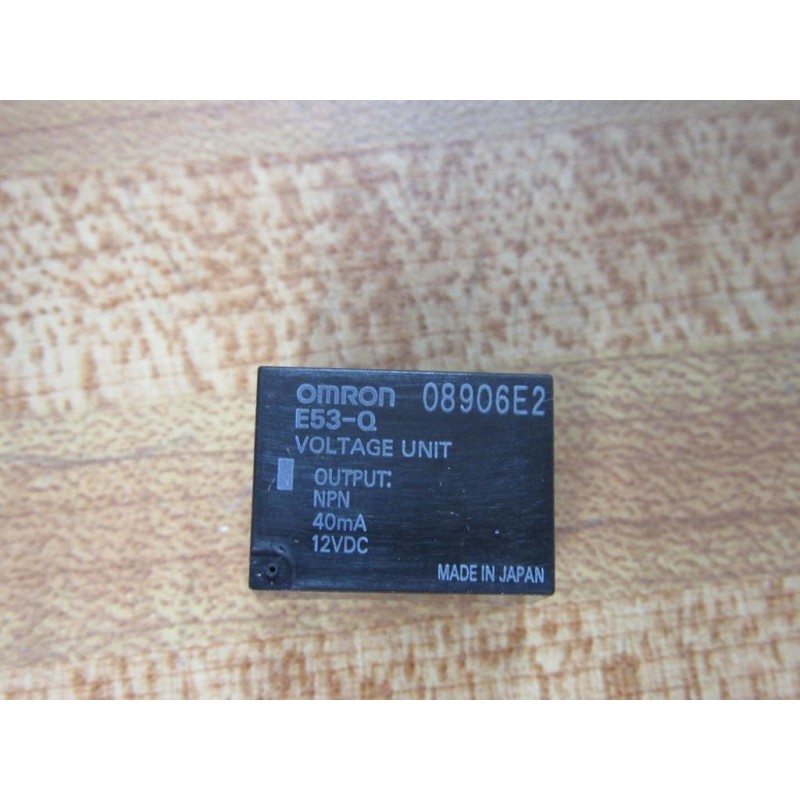 OMRON 08906E2
E53-Q
VOLTAGE UNIT
OUTPUT:
NPN
40mA
12VDC
MADE IN JAPAN